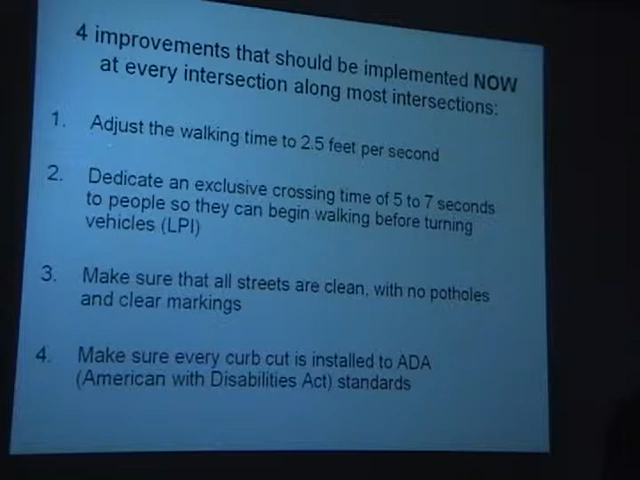 4 improvements that should be implemented NOW
at every intersection along most intersections:
1. Adjust the walking time to 2.5 feet per second
2. Dedicate an exclusive crossing time of 5 to 7 seconds
to people so they can begin walking before turning
vehicles (LPI)
3. Make sure that all streets are clean, with no potholes
and clear markings
4. Make sure every curb cut is installed to ADA
(American with Disabilities Act) standards